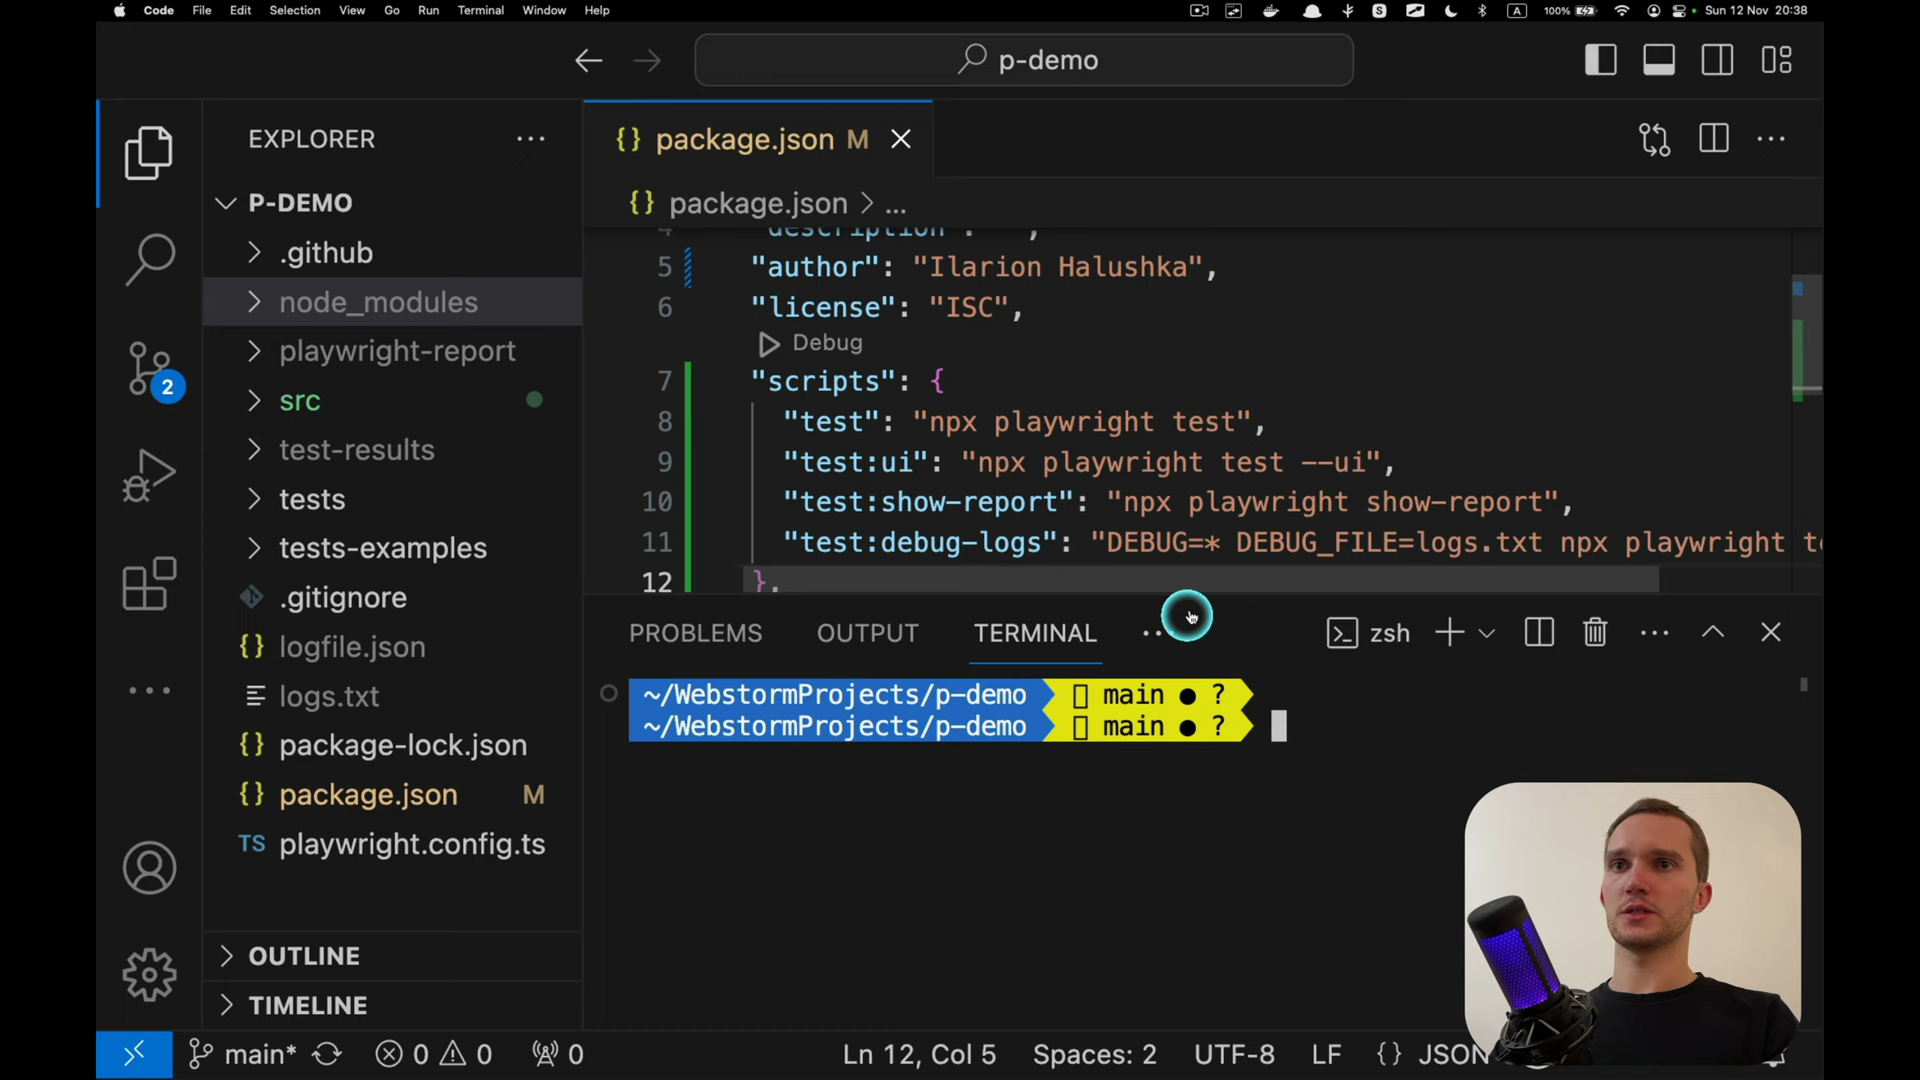 Code File Edit Selection View Go Run Terminal Window Help
A 100% Sun 12 Nov 20:38
p-demo
EXPLORER
P-DEMO
.github
node_modules
playwright-report
src
test-results
tests
tests-examples
.gitignore
logfile.json
logs.txt
package-lock.json
package.json M
TS playwright.config.ts
OUTLINE
TIMELINE
2
{} package.json M
{} package.json > ...
4 "description": "",
5 "author": "Ilarion Halushka",
6 "license": "ISC",
Debug
7 "scripts": {
8 "test": "npx playwright test",
9 "test:ui": "npx playwright test --ui",
10 "test:show-report": "npx playwright show-report",
11 "test:debug-logs": "DEBUG=* DEBUG_FILE=logs.txt npx playwright te
12 },
PROBLEMS OUTPUT TERMINAL ... zsh
~/WebstormProjects/p-demo main ● ?
~/WebstormProjects/p-demo main ● ?
main* 0 0 0 Ln 12, Col 5 Spaces: 2 UTF-8 LF {} JSON